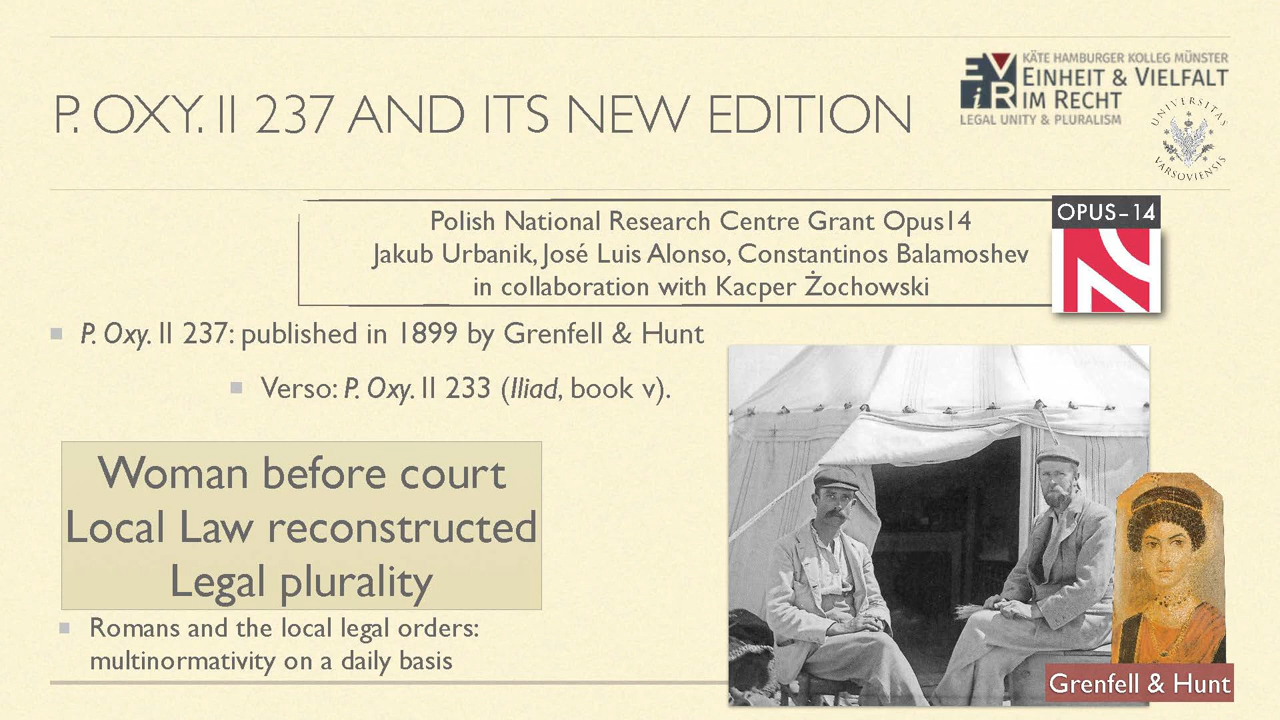 KÄTE HAMBURGER KOLLEG MÜNSTER
EViR EINHEIT & VIELFALT
IM RECHT
LEGAL UNITY & PLURALISM
UNIVERSITAS
VARSOVIENSIS
P. OXY. II 237 AND ITS NEW EDITION
Polish National Research Centre Grant Opus14
Jakub Urbanik, José Luis Alonso, Constantinos Balamoshev
in collaboration with Kacper Żochowski
OPUS–14
P. Oxy. II 237: published in 1899 by Grenfell & Hunt
Verso: P. Oxy. II 233 (Iliad, book v).
Woman before court
Local Law reconstructed
Legal plurality
Romans and the local legal orders:
multinormativity on a daily basis
Grenfell & Hunt